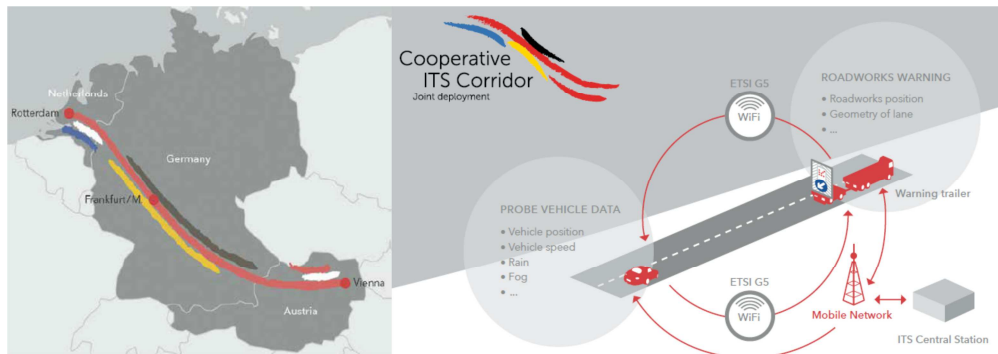 Netherlands
Rotterdam
Germany
Frankfurt/M
Vienna
Austria
Cooperative
ITS Corridor
Joint deployment
ETSI G5
WiFi
ROADWORKS WARNING
• Roadworks position
• Geometry of lane
• ...
Warning trailer
PROBE VEHICLE DATA
• Vehicle position
• Vehicle speed
• Rain
• Fog
• ...
ETSI G5
WiFi
Mobile Network
ITS Central Station